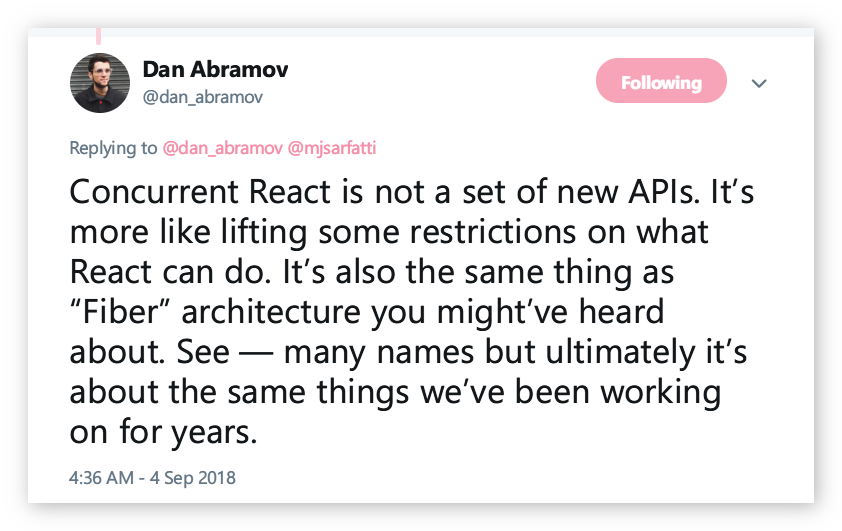 Dan Abramov
@dan_abramov
Following
Replying to @dan_abramov @mjsarfatti
Concurrent React is not a set of new APIs. It’s
more like lifting some restrictions on what
React can do. It’s also the same thing as
“Fiber” architecture you might’ve heard
about. See — many names but ultimately it’s
about the same things we’ve been working
on for years.
4:36 AM - 4 Sep 2018